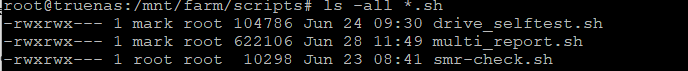 root@truenas:/mnt/farm/scripts# ls -all *.sh
-rwxrwx--- 1 mark root 104786 Jun 24 09:30 drive_selftest.sh
-rwxrwx--- 1 mark root 622106 Jun 28 11:49 multi_report.sh
-rwxrwx--- 1 root root  10298 Jun 23 08:41 smr-check.sh